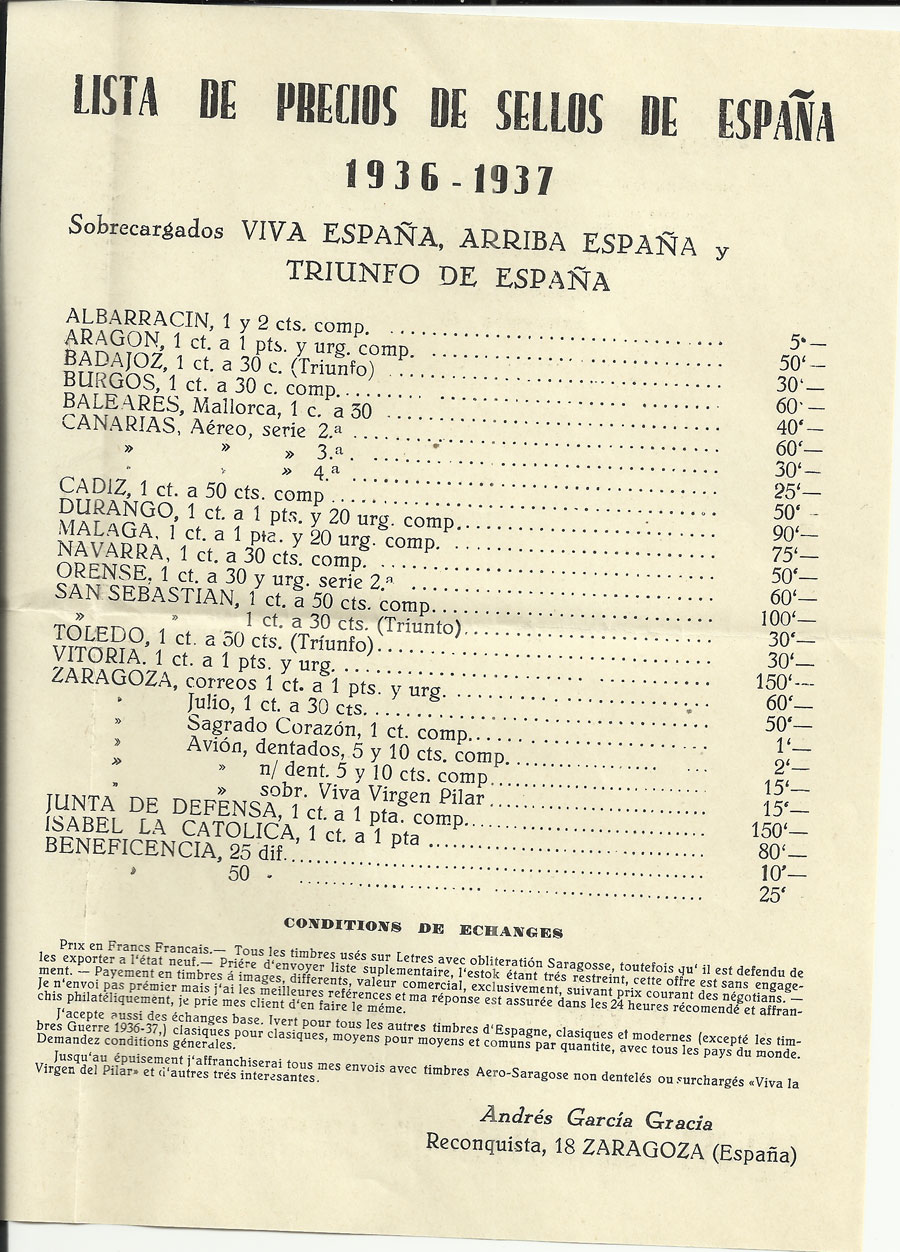 LISTA DE PRECIOS DE SELLOS DE ESPAÑA
1936 - 1937
Sobrecargados VIVA ESPAÑA, ARRIBA ESPAÑA y
TRIUNFO DE ESPAÑA
ALBARRACIN, 1 y 2 cts. comp. .......... 5‘—
ARAGON, 1 ct. a 1 pts. y urg. comp. .......... 50‘—
BADAJOZ, 1 ct. a 30 c. (Triunfo) .......... 30‘—
BURGOS, 1 ct. a 30 c. comp. .......... 60‘—
BALEARES, Mallorca, 1 c. a 30 .......... 40‘—
CANARIAS, Aéreo, serie 2.ª .......... 60‘—
» » » 3.ª .......... 30‘—
» » » 4.ª .......... 25‘—
CADIZ, 1 ct. a 50 cts. comp .......... 50‘-
DURANGO, 1 ct. a 1 pts. y 20 urg. comp. .......... 90‘—
MALAGA, 1 ct. a 1 pta. y 20 urg. comp. .......... 75‘—
NAVARRA, 1 ct. a 30 cts. comp. .......... 50‘—
ORENSE, 1 ct. a 30 y urg. serie 2.ª .......... 60‘—
SAN SEBASTIAN, 1 ct. a 50 cts. comp. .......... 100‘—
» » 1 ct. a 30 cts. (Triunto) .......... 30‘—
TOLEDO, 1 ct. a 30 cts. (Triunfo) .......... 30‘—
VITORIA. 1 ct. a 1 pts. y urg. .......... 150‘—
ZARAGOZA, correos 1 ct. a 1 pts. y urg. .......... 60‘—
» Julio, 1 ct. a 30 cts. .......... 50‘—
» Sagrado Corazón, 1 ct. comp. .......... 1‘—
» Avión, dentados, 5 y 10 cts. comp. .......... 2‘—
» » n/ dent. 5 y 10 cts. comp .......... 15‘—
» » sobr. Viva Virgen Pilar .......... 15‘—
JUNTA DE DEFENSA, 1 ct. a 1 pta. comp. .......... 150‘—
ISABEL LA CATOLICA, 1 ct. a 1 pta .......... 80‘—
BENEFICENCIA, 25 dif. .......... 10‘—
» 50 » .......... 25‘
CONDITIONS DE ECHANGES
Prix en Francs Francais.— Tous les timbres usés sur Letres avec obliteratión Saragosse, toutefois qu‘ il est defendu de
les exporter a l‘état neuf.— Priére d‘envoyer liste suplementaire, l‘estok étant trés restreint, cette offre est sans engage-
ment. — Payement en timbres á images, differents, valeur comercial, exclusivement, suivant prix courant des négotians. —
Je n‘envoi pas prémier mais j‘ai les meilleures références et ma réponse est assurée dans les 24 heures récomendé et affran-
chis philatéliquement, je prie mes client d‘en faire le méme.
J‘acepte aussi des échanges base. Ivert pour tous les autres timbres d‘Espagne, clasiques et modernes (excepté les tim-
bres Guerre 1936-37,) clasiques pour clasiques, moyens pour moyens et comuns par quantite, avec tous les pays du monde.
Demandez conditions génerales.
Jusqu‘au épuisement j‘affranchiserai tous mes envois avec timbres Aero-Saragose non dentelés ou surchargés «Viva la
Virgen del Pilar» et d‘autres trés interesantes.
Andrés García Gracia
Reconquista, 18 ZARAGOZA (España)